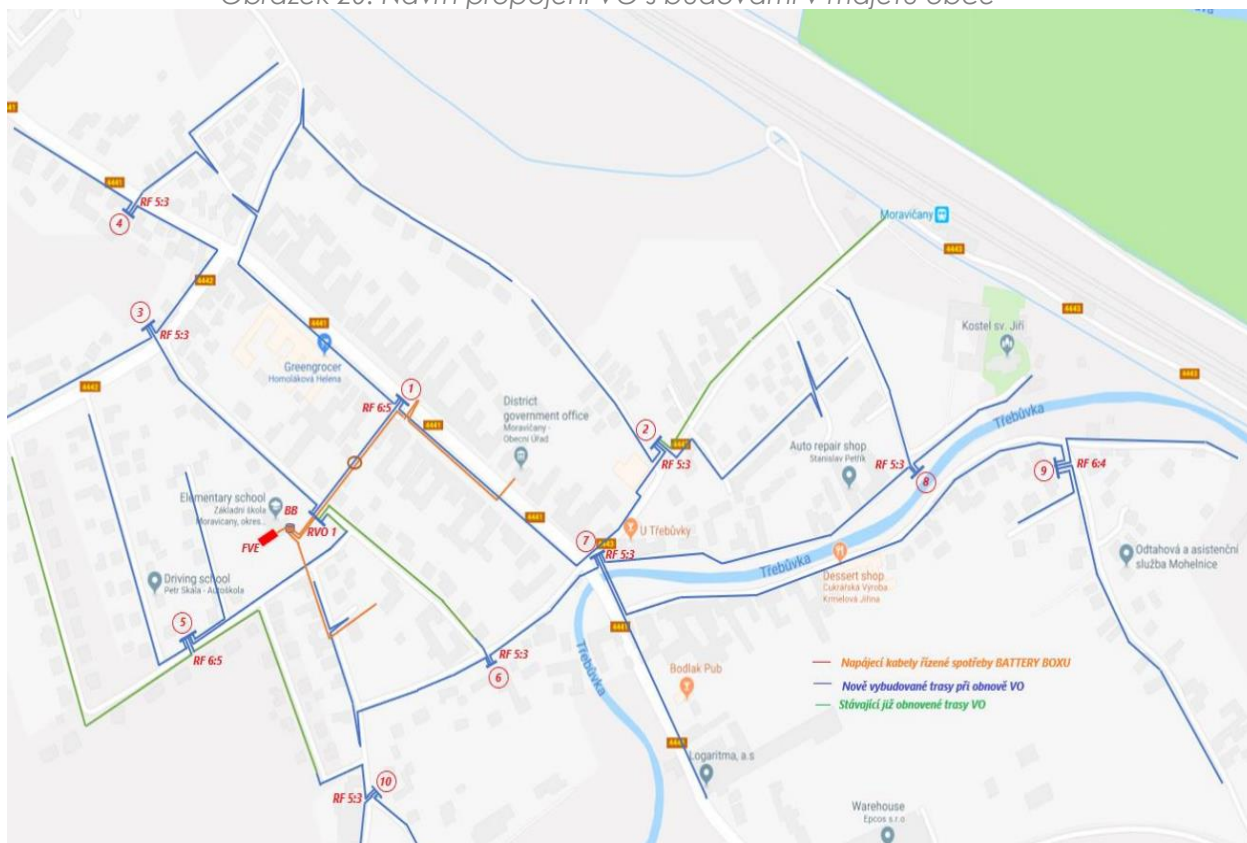 Obrázek 20: Návrh propojení VO s budovami v majetu obce
4441
4
RF 5:3
4442
3
RF 5:3
4442
Greengrocer
Homolákova Helena
4441
1
RF 6:5
4441
District
government office
Moravičany -
Obecní Úřad
2
RF 5:3
Moravičany
4443
Kostel sv. Jiří
4443
4443
Třebůvka
Auto repair shop
Stanislav Petřík
RF 5:3
8
9
RF 6:4
Elementary school
Základní škola
Moravicany, okres...
BB
RVO 1
FVE
4441
U Třebůvky
7
RF 5:3
Třebůvka
Dessert shop
Cukrářska Výroba
Krmelová Jiřina
Odtahová a asistenční
služba Mohelnice
Driving school
Petr Skala - Autoškola
5
RF 6:5
RF 5:3
6
Třebůvka
4441
Bodlak Pub
Napájecí kabely řízené spotřeby BATTERY BOXU
Nově vybudované trasy při obnově VO
Stávající již obnovené trasy VO
4441
Logaritma, a.s
10
RF 5:3
Warehouse
Epcos s.r.o